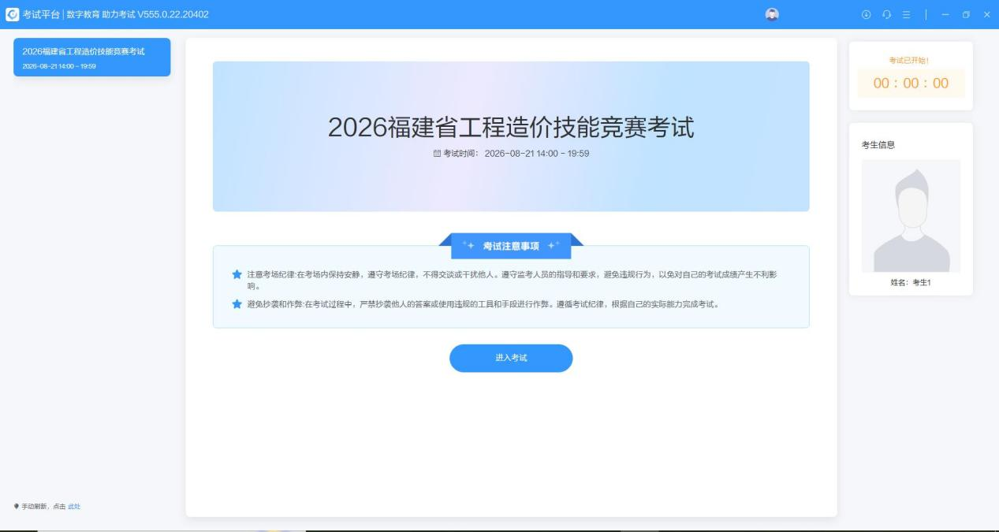 考试平台 | 数字教育 助力考试 V555.0.22.20402
2026福建省工程造价技能竞赛考试
2026-08-21 14:00 - 19:59
2026福建省工程造价技能竞赛考试
考试时间： 2026-08-21 14:00 - 19:59
考试注意事项
注意考场纪律:在考场内保持安静，遵守考场纪律，不得交谈或干扰他人。遵守监考人员的指导和要求，避免违规行为，以免对自己的考试成绩产生不利影
响。
避免抄袭和作弊:在考试过程中，严禁抄袭他人的答案或使用违规的工具和手段进行作弊。遵循考试纪律，根据自己的实际能力完成考试。
进入考试
考试已开始！
00 : 00 : 00
考生信息
姓名：考生1
手动刷新，点击 此处